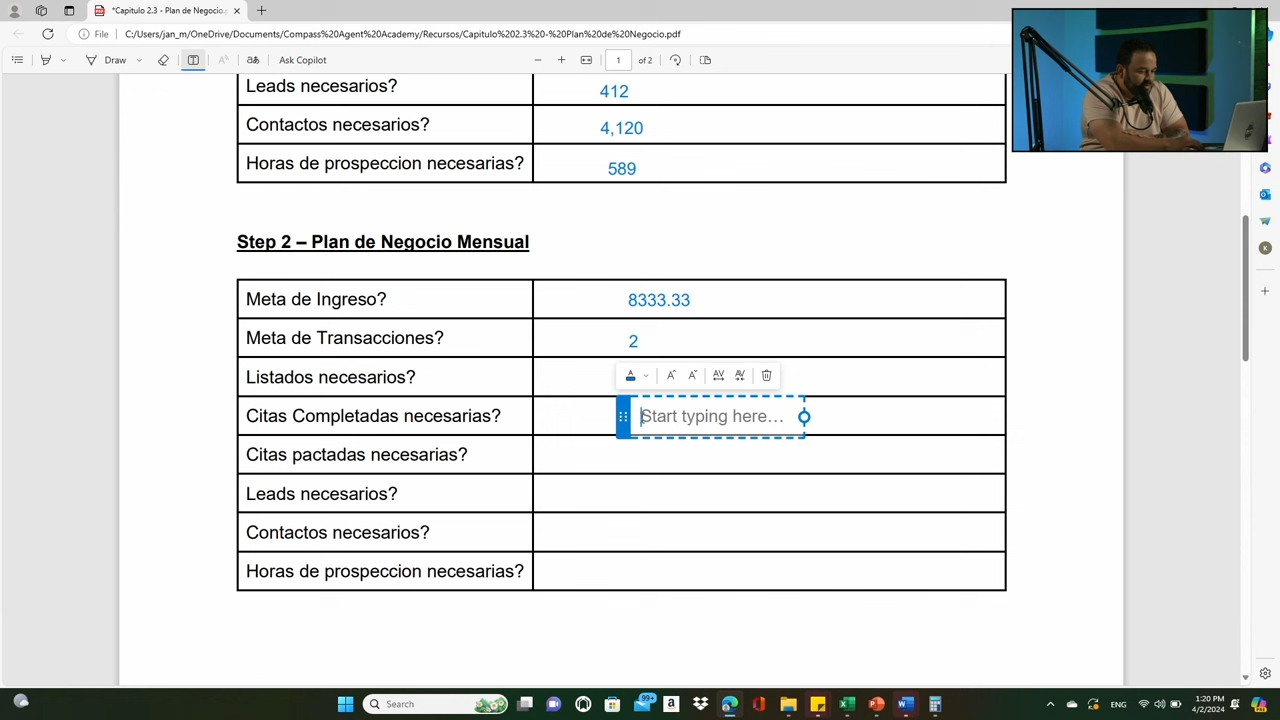 *Capitulo 2.3 - Plan de Negocio.p
File
C:/Users/jan_m/OneDrive/Documents/Compass%20Agent%20Academy/Recursos/Capitulo%202.3%20-%20Plan%20de%20Negocio.pdf
Draw
Ask Copilot
1 of 2
Leads necesarios? 412
Contactos necesarios? 4,120
Horas de prospeccion necesarias? 589
Step 2 – Plan de Negocio Mensual
Meta de Ingreso? 8333.33
Meta de Transacciones? 2
Listados necesarios?
Citas Completadas necesarias? Start typing here...
Citas pactadas necesarias?
Leads necesarios?
Contactos necesarios?
Horas de prospeccion necesarias?
Search
99+
ENG
1:20 PM
4/2/2024